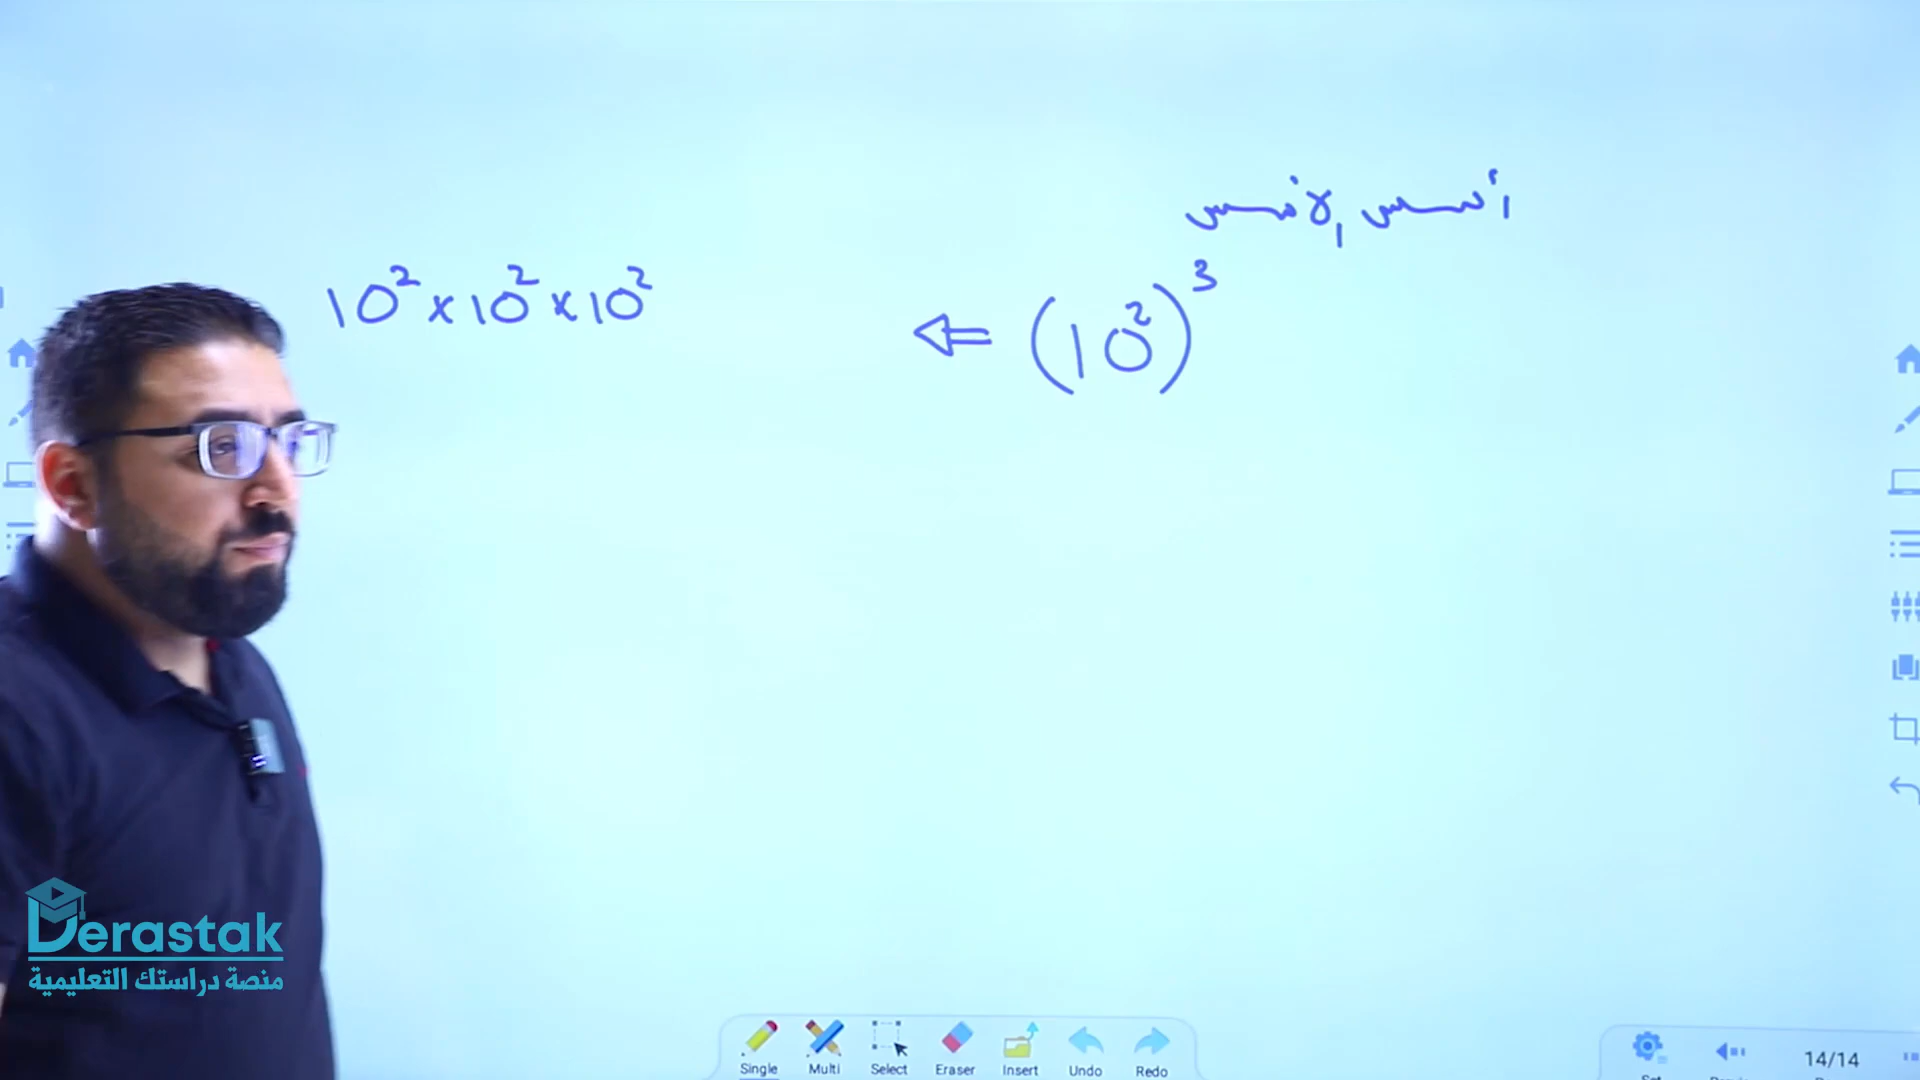 أسس الأسس
(10²)³ ⇐ 10² × 10² × 10²
Derastak
منصة دراستك التعليمية
Single Multi Select Eraser Insert Undo Redo
14/14